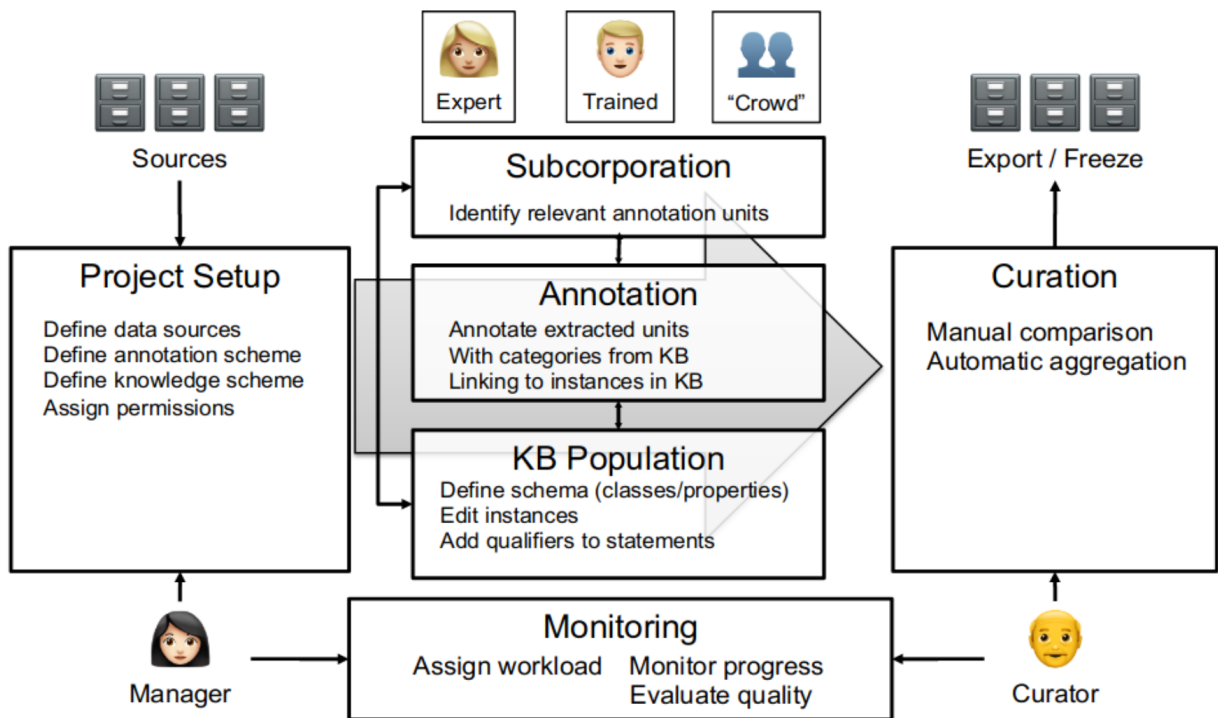 Expert
Trained
“Crowd”
Sources
Export / Freeze
Subcorporation
Identify relevant annotation units
Project Setup
Define data sources
Define annotation scheme
Define knowledge scheme
Assign permissions
Annotation
Annotate extracted units
With categories from KB
Linking to instances in KB
KB Population
Define schema (classes/properties)
Edit instances
Add qualifiers to statements
Curation
Manual comparison
Automatic aggregation
Manager
Monitoring
Assign workload Monitor progress
Evaluate quality
Curator